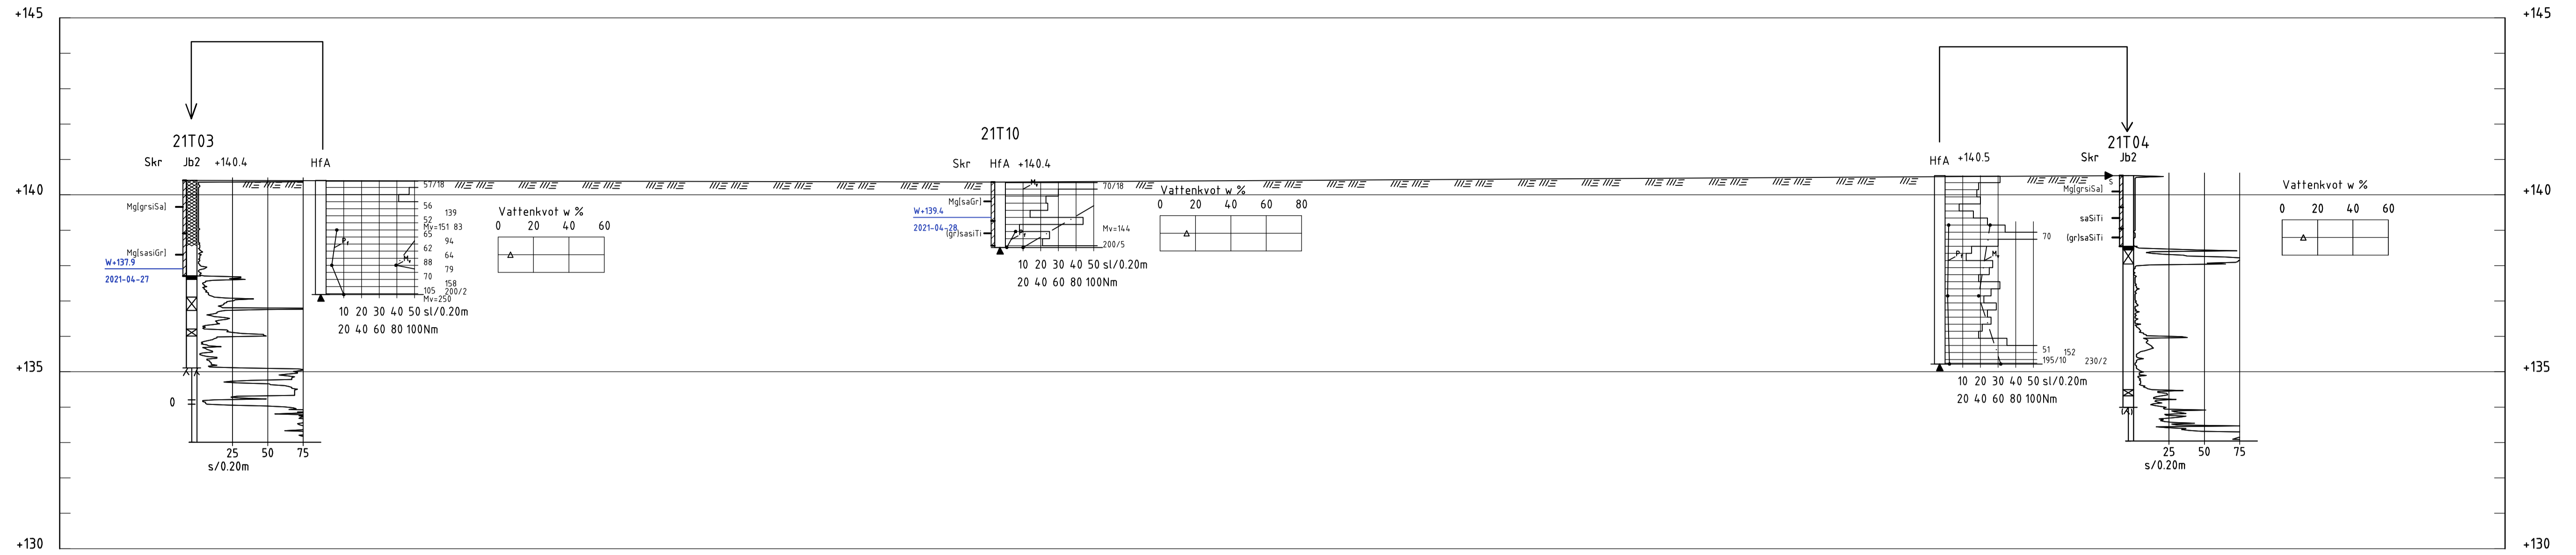 +145
+145
21T03
Skr Jb2 +140.4 HfA
21T10
Skr HfA +140.4
21T04
HfA +140.5 Skr Jb2
+140
+140
Mg[grsiSa]
Mg[sasiGr]
W+137.9
2021-04-27
57/18
56
139
52
Mv=151 83
65
94
62
64
88
79
70
158
105 200/2
Mv=250
Pf
Mv
10 20 30 40 50 sl/0.20m
20 40 60 80 100Nm
Vattenkvot w %
0 20 40 60
0
25 50 75
s/0.20m
Mg[saGr]
W+139.4
2021-04-28
(gr)sasiTi
Mv
Pf
70/18
Mv=144
200/5
10 20 30 40 50 sl/0.20m
20 40 60 80 100Nm
Vattenkvot w %
0 20 40 60 80
Pf
Mv
70
51 152
195/10 230/2
10 20 30 40 50 sl/0.20m
20 40 60 80 100Nm
S
Mg[grsiSa]
saSiTi
(gr)saSiTi
(A)
25 50 75
s/0.20m
Vattenkvot w %
0 20 40 60
+135
+135
+130
+130